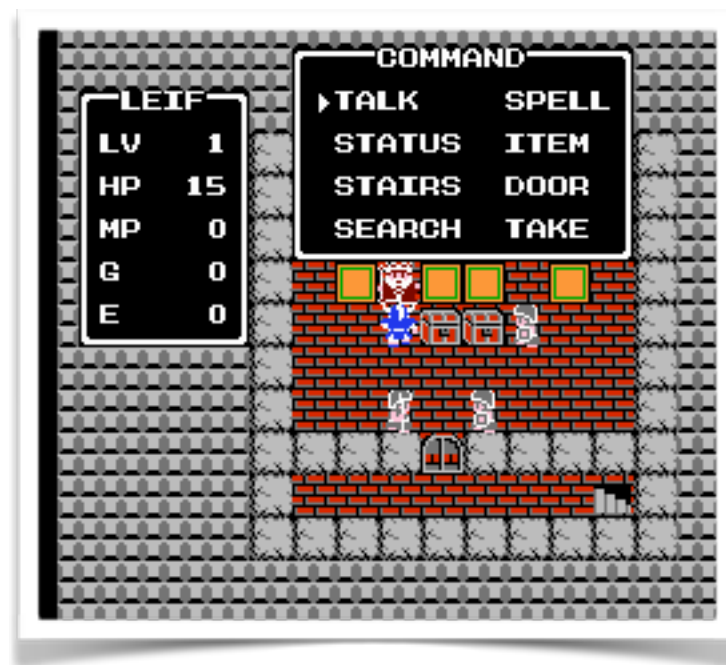 COMMAND
TALK SPELL
STATUS ITEM
STAIRS DOOR
SEARCH TAKE
LEIF
LV 1
HP 15
MP 0
G 0
E 0